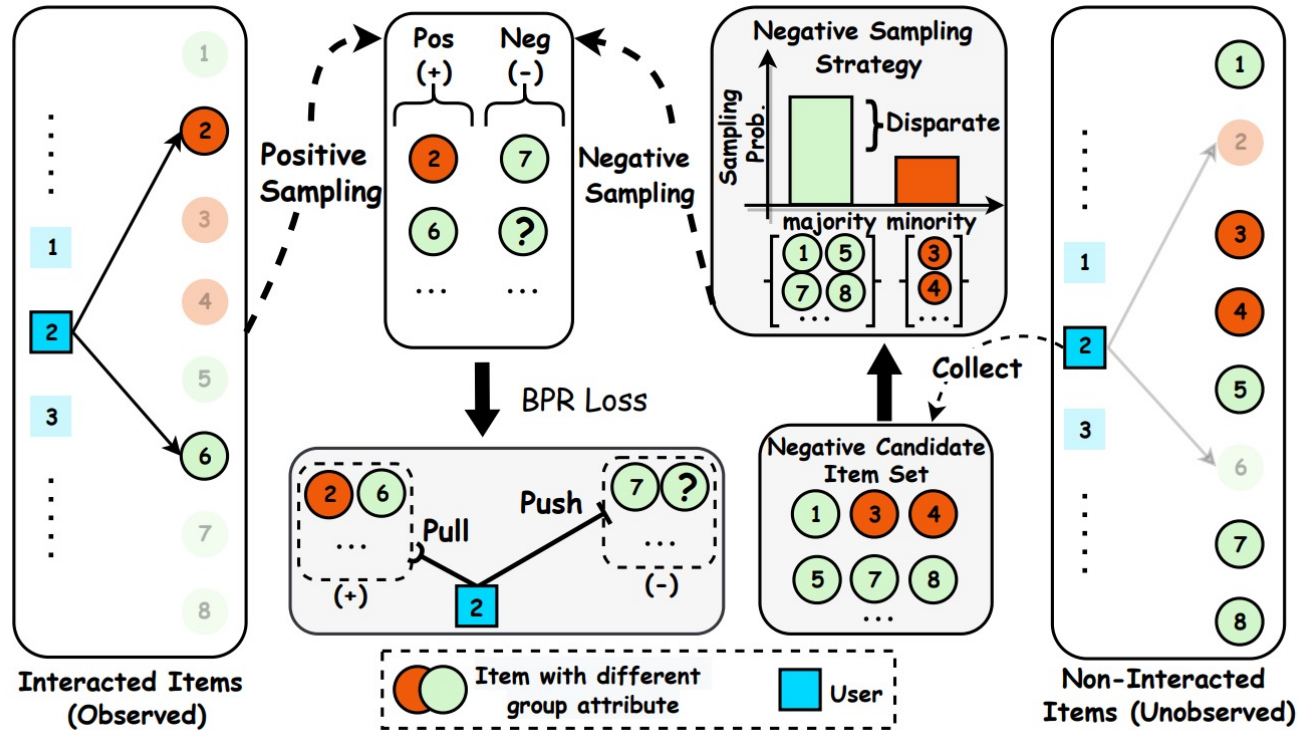 1
2
3
4
5
6
7
8
1
2
3
Interacted Items
(Observed)
Positive
Sampling
Pos
(+)
Neg
(-)
2
7
6
?
...
...
Negative
Sampling
Negative Sampling
Strategy
Sampling
Prob.
Disparate
majority
minority
1
5
7
8
...
3
4
...
BPR Loss
2
6
...
(+)
Pull
Push
7
?
...
(-)
2
Collect
Negative Candidate
Item Set
1
3
4
5
7
8
...
1
2
3
1
2
3
4
5
6
7
8
Non-Interacted
Items (Unobserved)
Item with different
group attribute
User